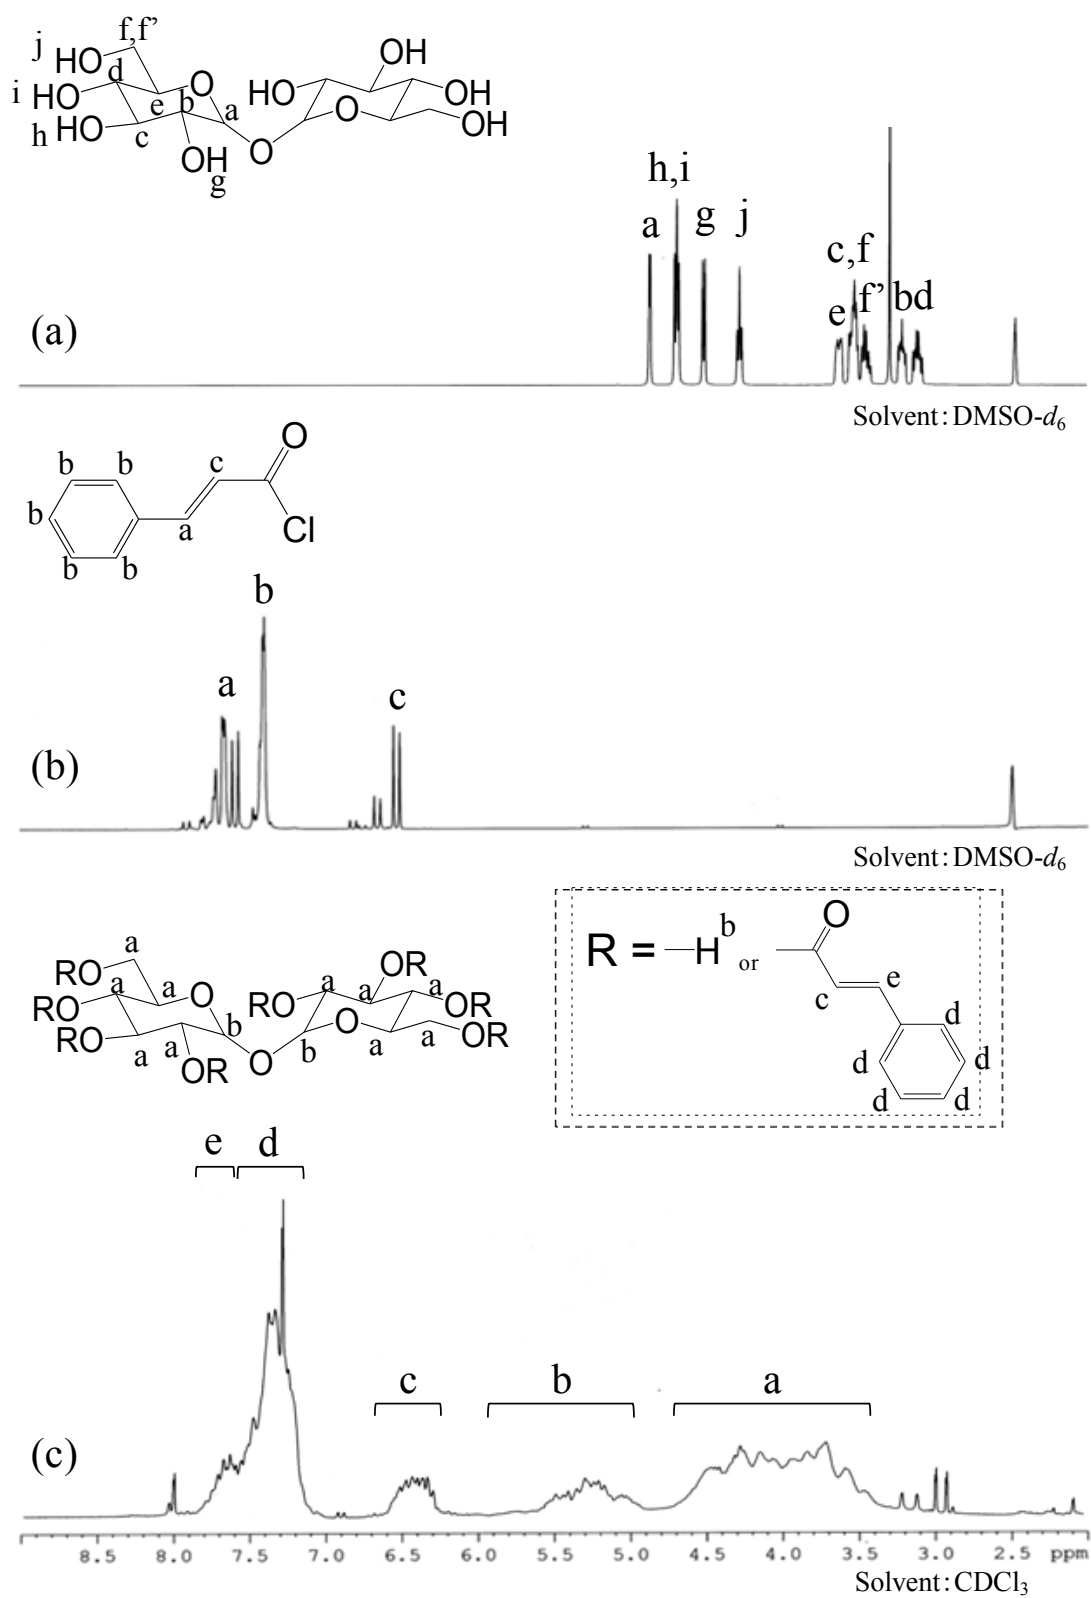 f,f’
j
HO
OH
d
O
i
HO
HO
OH
e
b
a
O
h
HO
c
OH
O
OH
g
h,i
a
g
j
c,f
e
f’
bd
(a)
Solvent：DMSO-d6
O
b
b
c
b
a
Cl
b
b
b
a
c
(b)
Solvent：DMSO-d6
O
R = —H b or
c
e
d
d
d
d
d
a
RO
OR
a
a
O
RO
a
a
a
OR
RO
RO
a
a
b
O
a
a
OR
OR
O
b
e
d
c
b
a
(c)
8.5 8.0 7.5 7.0 6.5 6.0 5.5 5.0 4.5 4.0 3.5 3.0 2.5 ppm
Solvent：CDCl3